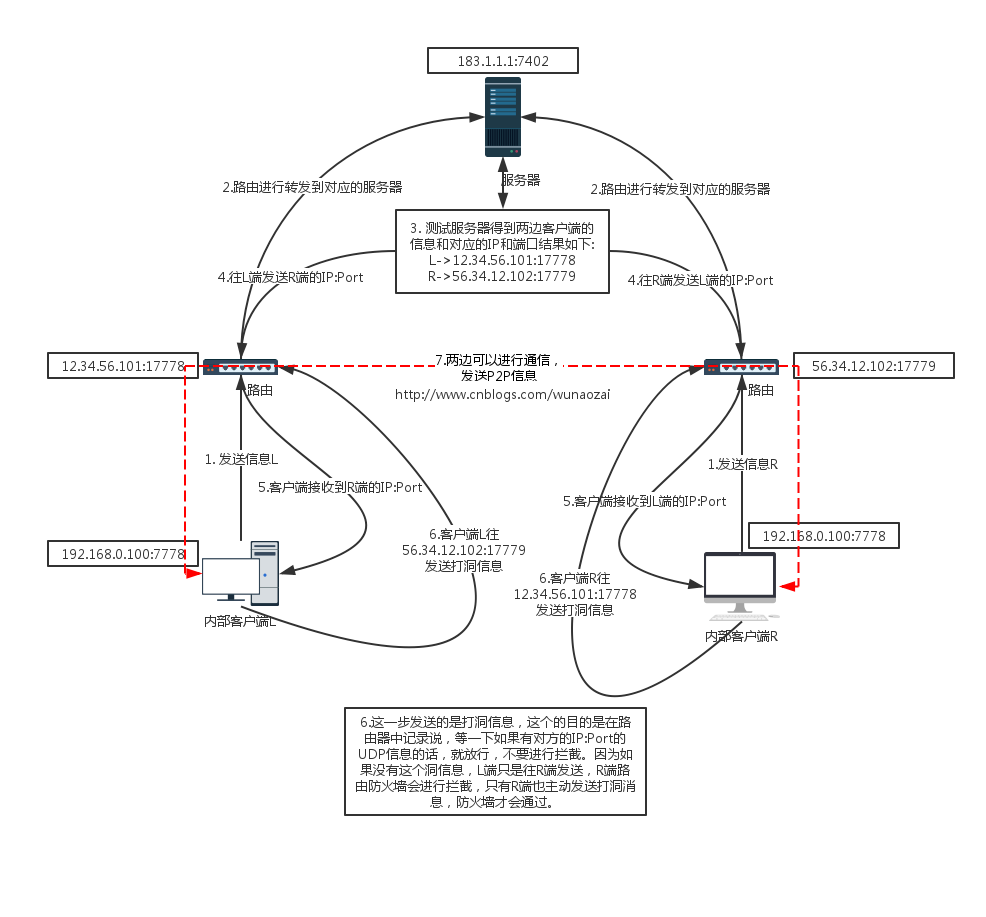 183.1.1.1:7402
服务器
2.路由进行转发到对应的服务器
2.路由进行转发到对应的服务器
3. 测试服务器得到两边客户端的
信息和对应的IP和端口结果如下:
L->12.34.56.101:17778
R->56.34.12.102:17779
4.往L端发送R端的IP:Port
4.往R端发送L端的IP:Port
12.34.56.101:17778
路由
7.两边可以进行通信，
发送P2P信息
http://www.cnblogs.com/wunaozai
56.34.12.102:17779
路由
1. 发送信息L
1.发送信息R
5.客户端接收到R端的IP:Port
5.客户端接收到L端的IP:Port
6.客户端L往
56.34.12.102:17779
发送打洞信息
6.客户端R往
12.34.56.101:17778
发送打洞信息
192.168.0.100:7778
192.168.0.100:7778
内部客户端L
内部客户端R
6.这一步发送的是打洞信息，这个的目的是在路
由器中记录说，等一下如果有对方的IP:Port的
UDP信息的话，就放行，不要进行拦截。因为如
果没有这个洞信息，L端只是往R端发送，R端路
由防火墙会进行拦截，只有R端也主动发送打洞消
息，防火墙才会通过。